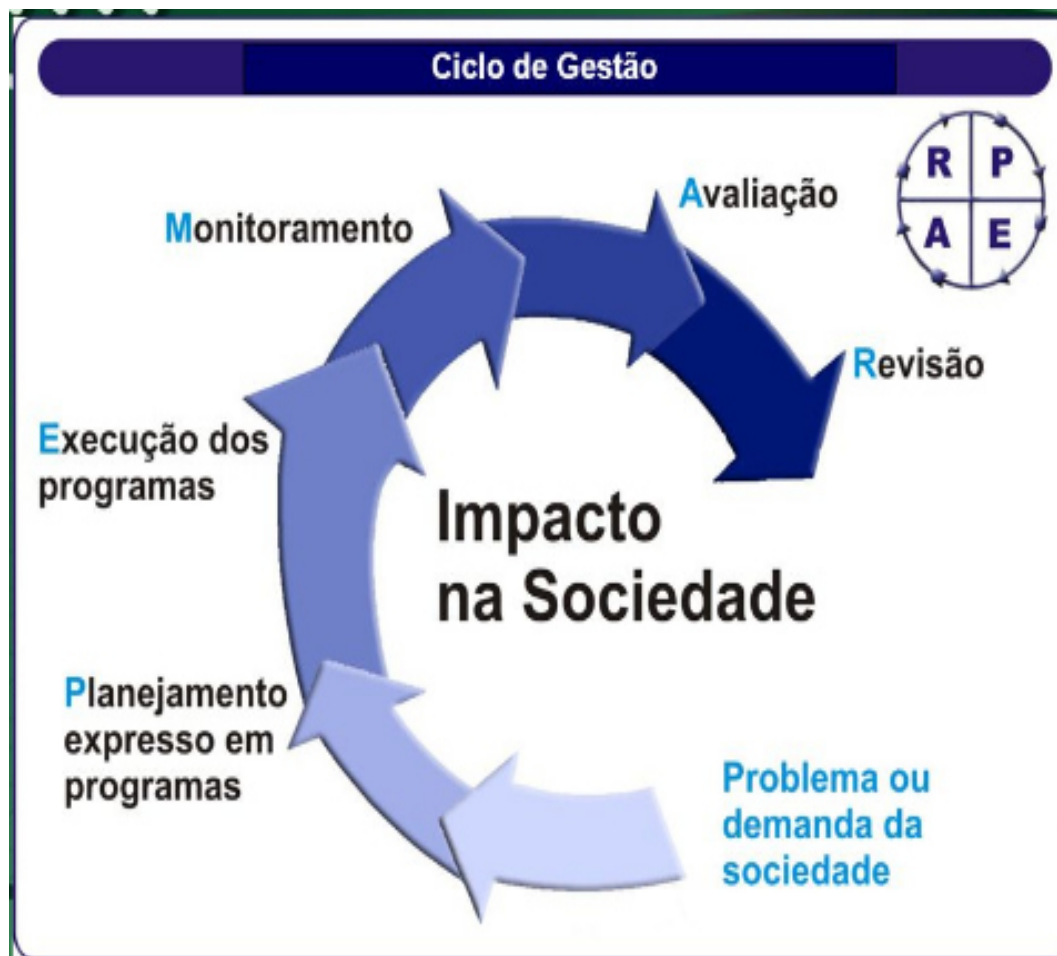 Ciclo de Gestão
R P
A E
Avaliação
Monitoramento
Revisão
Execução dos
programas
Impacto
na Sociedade
Planejamento
expresso em
programas
Problema ou
demanda da
sociedade